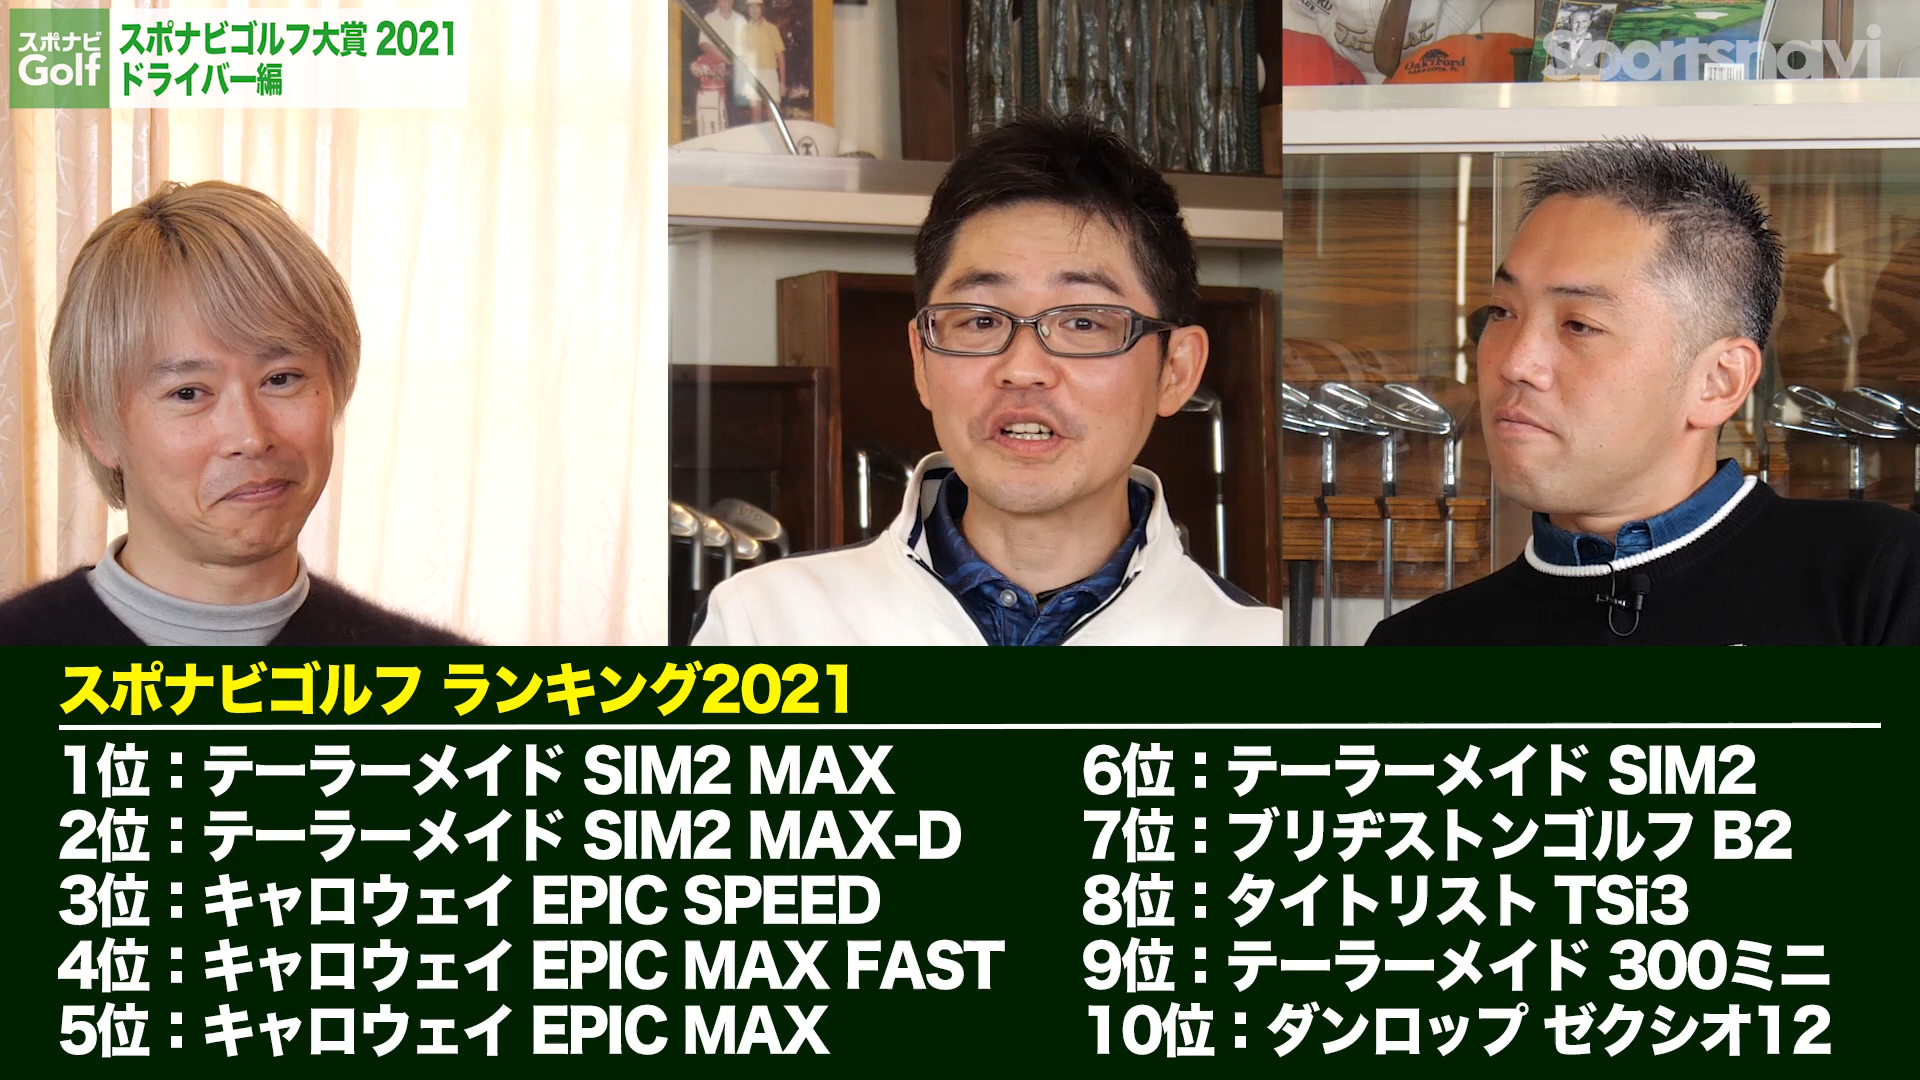 スポナビ
Golf
スポナビゴルフ大賞 2021
ドライバー編
Sportsnavi
Oak Ford
SARASOTA, FL
スポナビゴルフ ランキング2021
1位：テーラーメイド SIM2 MAX
2位：テーラーメイド SIM2 MAX-D
3位：キャロウェイ EPIC SPEED
4位：キャロウェイ EPIC MAX FAST
5位：キャロウェイ EPIC MAX
6位：テーラーメイド SIM2
7位：ブリヂストンゴルフ B2
8位：タイトリスト TSi3
9位：テーラーメイド 300ミニ
10位：ダンロップ ゼクシオ12